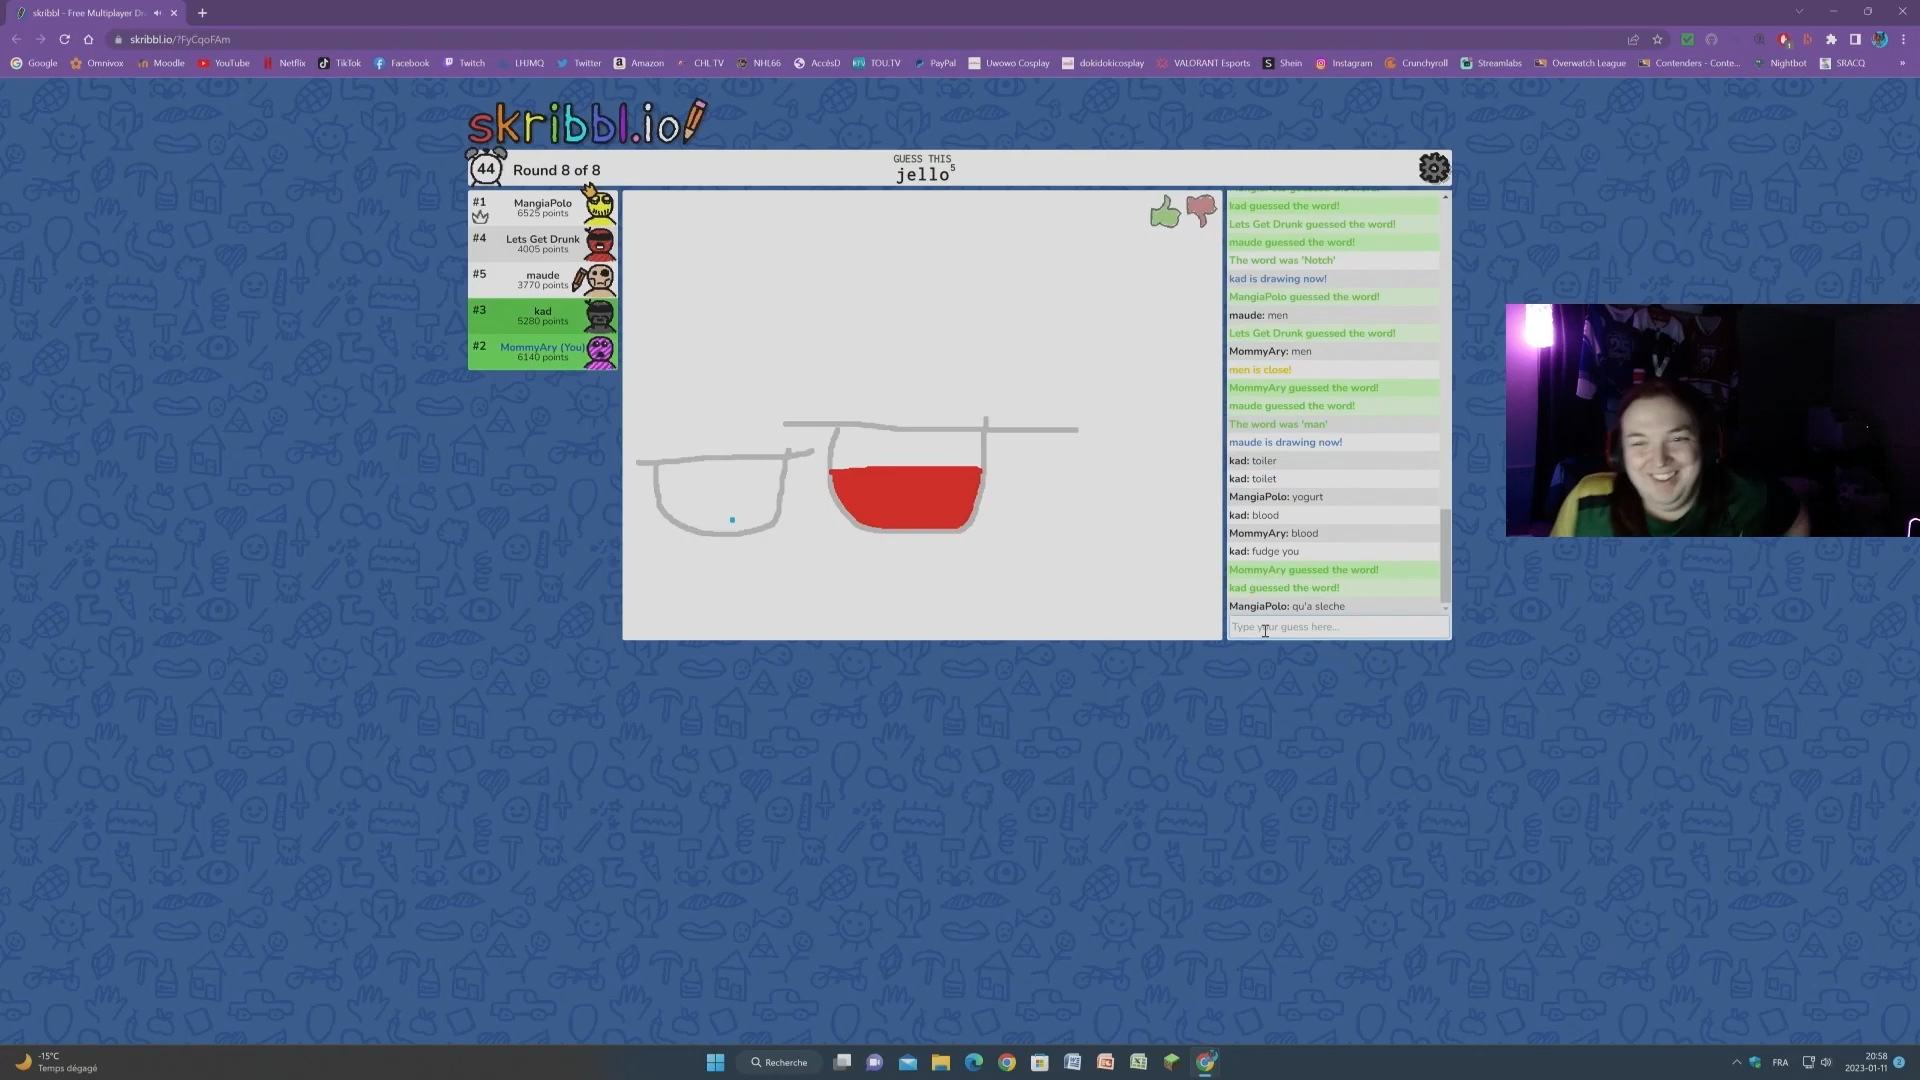 skribbl - Free Multiplayer Dr
skribbl.io/?FyCqoFAm
Google Omnivox Moodle YouTube Netflix TikTok Facebook Twitch LHJMQ Twitter Amazon CHL TV NHL66 AccèsD TOU.TV PayPal Uwowo Cosplay dokidokicosplay VALORANT Esports Shein Instagram Crunchyroll Streamlabs Overwatch League Contenders - Conte... Nightbot SRACQ »
skribbl.io
44
Round 8 of 8
GUESS THIS
jello5
#1
MangiaPolo
6525 points
#4
Lets Get Drunk
4005 points
#5
maude
3770 points
#3
kad
5280 points
#2
MommyAry (You)
6140 points
kad guessed the word!
Lets Get Drunk guessed the word!
maude guessed the word!
The word was 'Notch'
kad is drawing now!
MangiaPolo guessed the word!
maude: men
Lets Get Drunk guessed the word!
MommyAry: men
men is close!
MommyAry guessed the word!
maude guessed the word!
The word was 'man'
maude is drawing now!
kad: toiler
kad: toilet
MangiaPolo: yogurt
kad: blood
MommyAry: blood
kad: fudge you
MommyAry guessed the word!
kad guessed the word!
MangiaPolo: qu'a sleche
Type your guess here...
-15°C
Temps dégagé
Recherche
FRA
20:58
2023-01-11
2